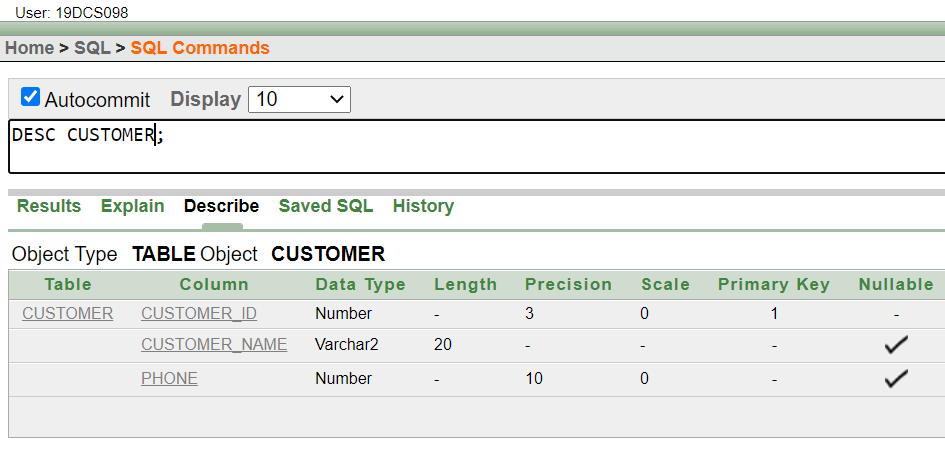 User: 19DCS098
Home > SQL > SQL Commands
Autocommit Display 10
DESC CUSTOMER;
Results Explain Describe Saved SQL History
Object Type TABLE Object CUSTOMER
Table Column Data Type Length Precision Scale Primary Key Nullable
CUSTOMER CUSTOMER_ID Number - 3 0 1 -
CUSTOMER_NAME Varchar2 20 - - - ✓
PHONE Number - 10 0 - ✓